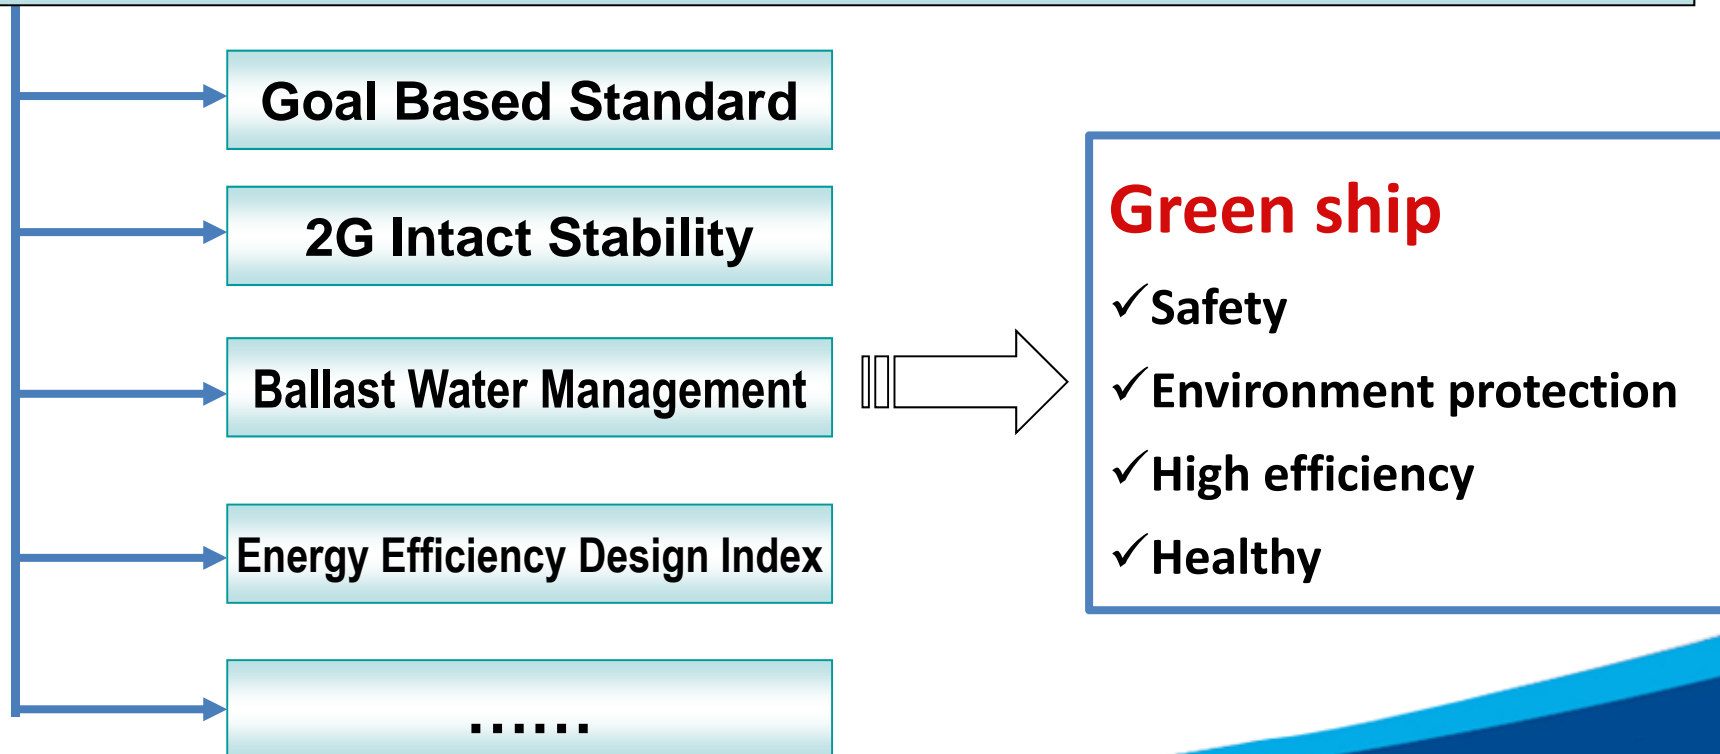 Goal Based Standard
2G Intact Stability
Ballast Water Management
Energy Efficiency Design Index
……
Green ship
✓Safety
✓Environment protection
✓High efficiency
✓Healthy